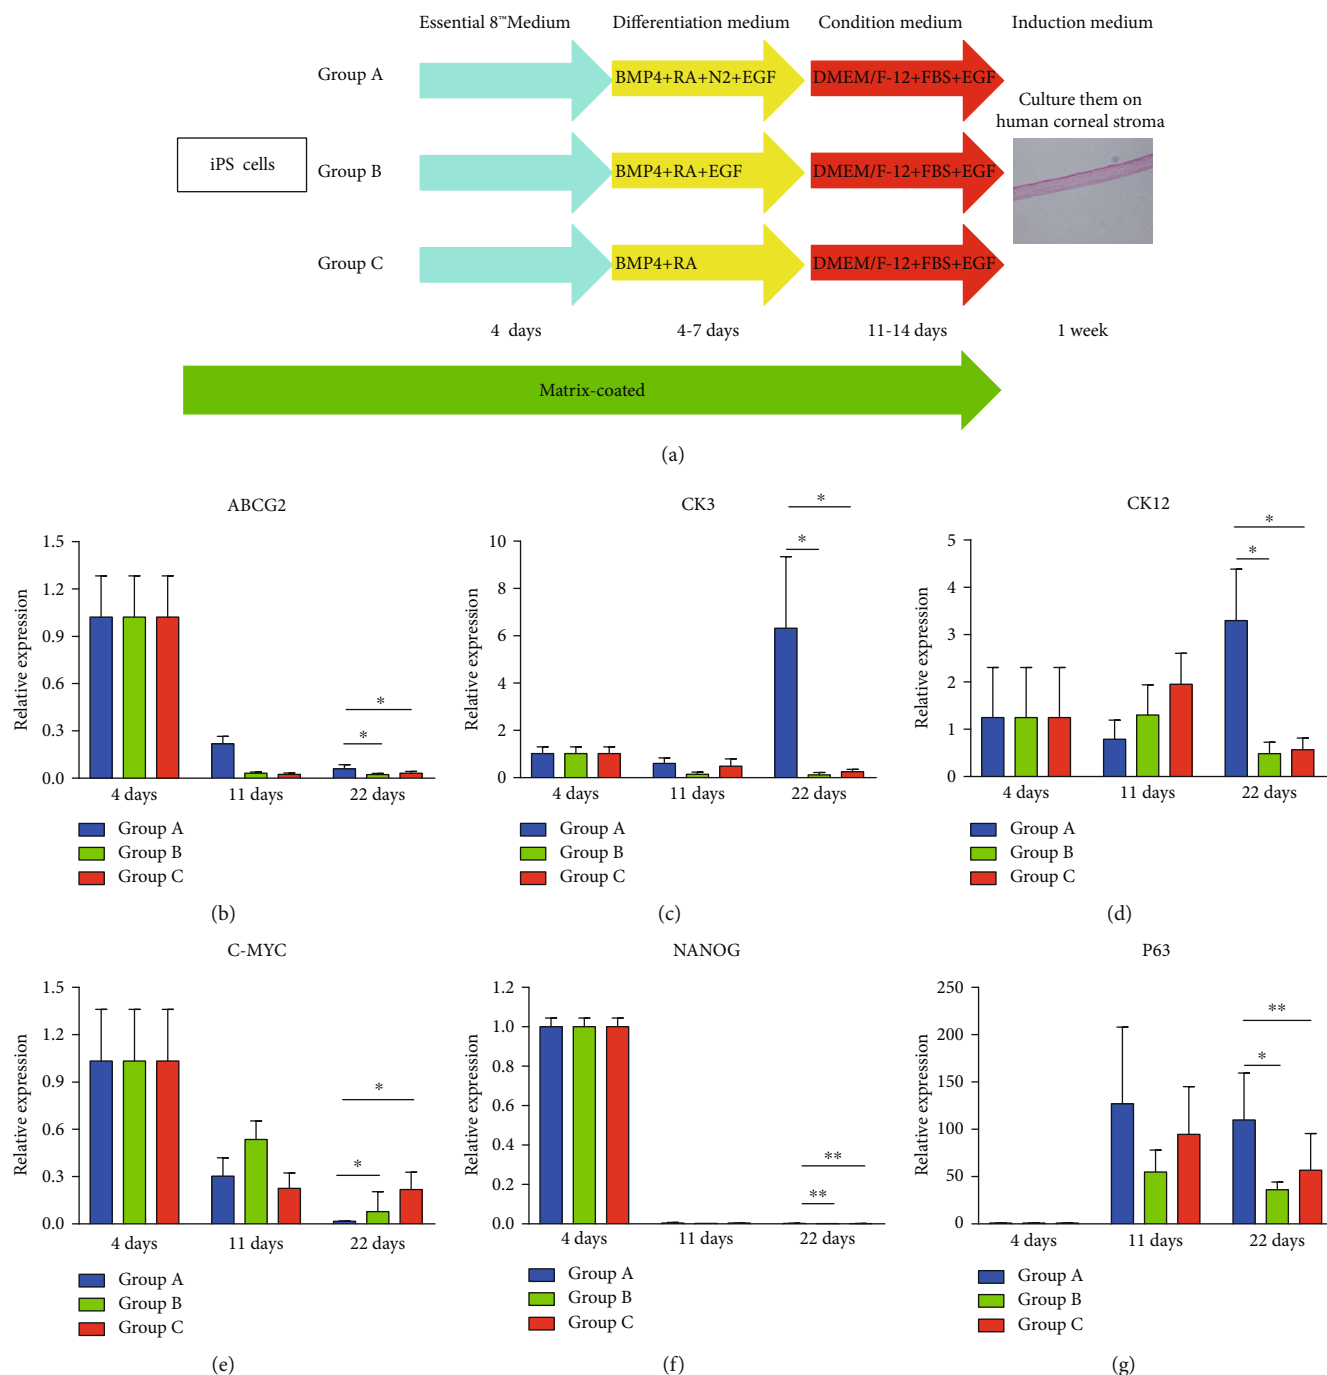 Essential 8™Medium Differentiation medium Condition medium Induction medium
Group A BMP4+RA+N2+EGF DMEM/F-12+FBS+EGF
Culture them on
human corneal stroma
iPS cells
Group B BMP4+RA+EGF DMEM/F-12+FBS+EGF
Group C BMP4+RA DMEM/F-12+FBS+EGF
4 days 4-7 days 11-14 days 1 week
Matrix-coated
(a)
ABCG2
Relative expression
1.5
1.2
0.9
0.6
0.3
0.0
*
*
4 days 11 days 22 days
Group A
Group B
Group C
(b)
CK3
Relative expression
10
8
6
4
2
0
*
*
4 days 11 days 22 days
Group A
Group B
Group C
(c)
CK12
Relative expression
5
4
3
2
1
0
*
*
4 days 11 days 22 days
Group A
Group B
Group C
(d)
C-MYC
Relative expression
1.5
1.2
0.9
0.6
0.3
0.0
*
*
4 days 11 days 22 days
Group A
Group B
Group C
(e)
NANOG
Relative expression
1.2
1.0
0.8
0.6
0.4
0.2
0.0
**
**
4 days 11 days 22 days
Group A
Group B
Group C
(f)
P63
Relative expression
250
200
150
100
50
0
**
*
4 days 11 days 22 days
Group A
Group B
Group C
(g)